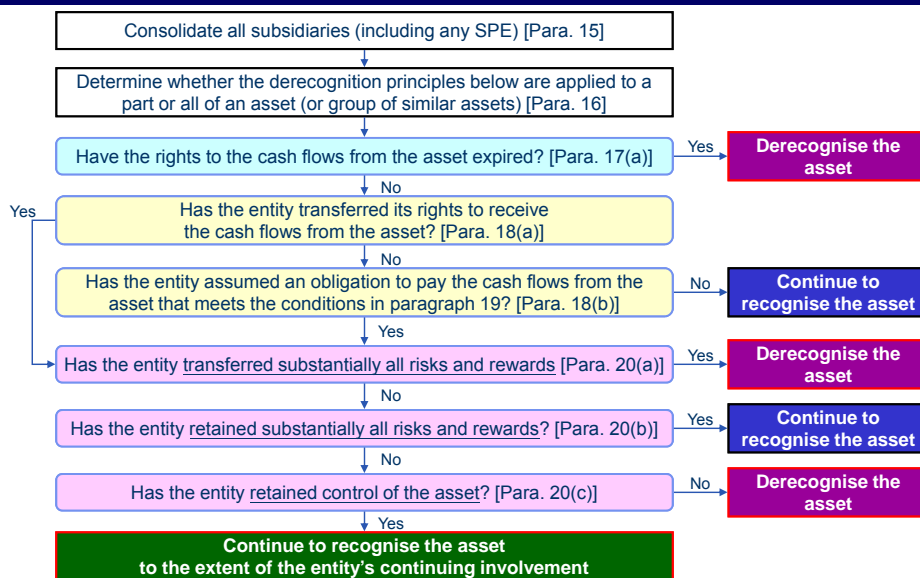 Consolidate all subsidiaries (including any SPE) [Para. 15]
Determine whether the derecognition principles below are applied to a
part or all of an asset (or group of similar assets) [Para. 16]
Have the rights to the cash flows from the asset expired? [Para. 17(a)]
Yes
Derecognise the
asset
No
Yes
Has the entity transferred its rights to receive
the cash flows from the asset? [Para. 18(a)]
No
Has the entity assumed an obligation to pay the cash flows from the
asset that meets the conditions in paragraph 19? [Para. 18(b)]
No
Continue to
recognise the asset
Yes
Has the entity transferred substantially all risks and rewards [Para. 20(a)]
Yes
Derecognise the
asset
No
Has the entity retained substantially all risks and rewards? [Para. 20(b)]
Yes
Continue to
recognise the asset
No
Has the entity retained control of the asset? [Para. 20(c)]
No
Derecognise the
asset
Yes
Continue to recognise the asset
to the extent of the entity's continuing involvement